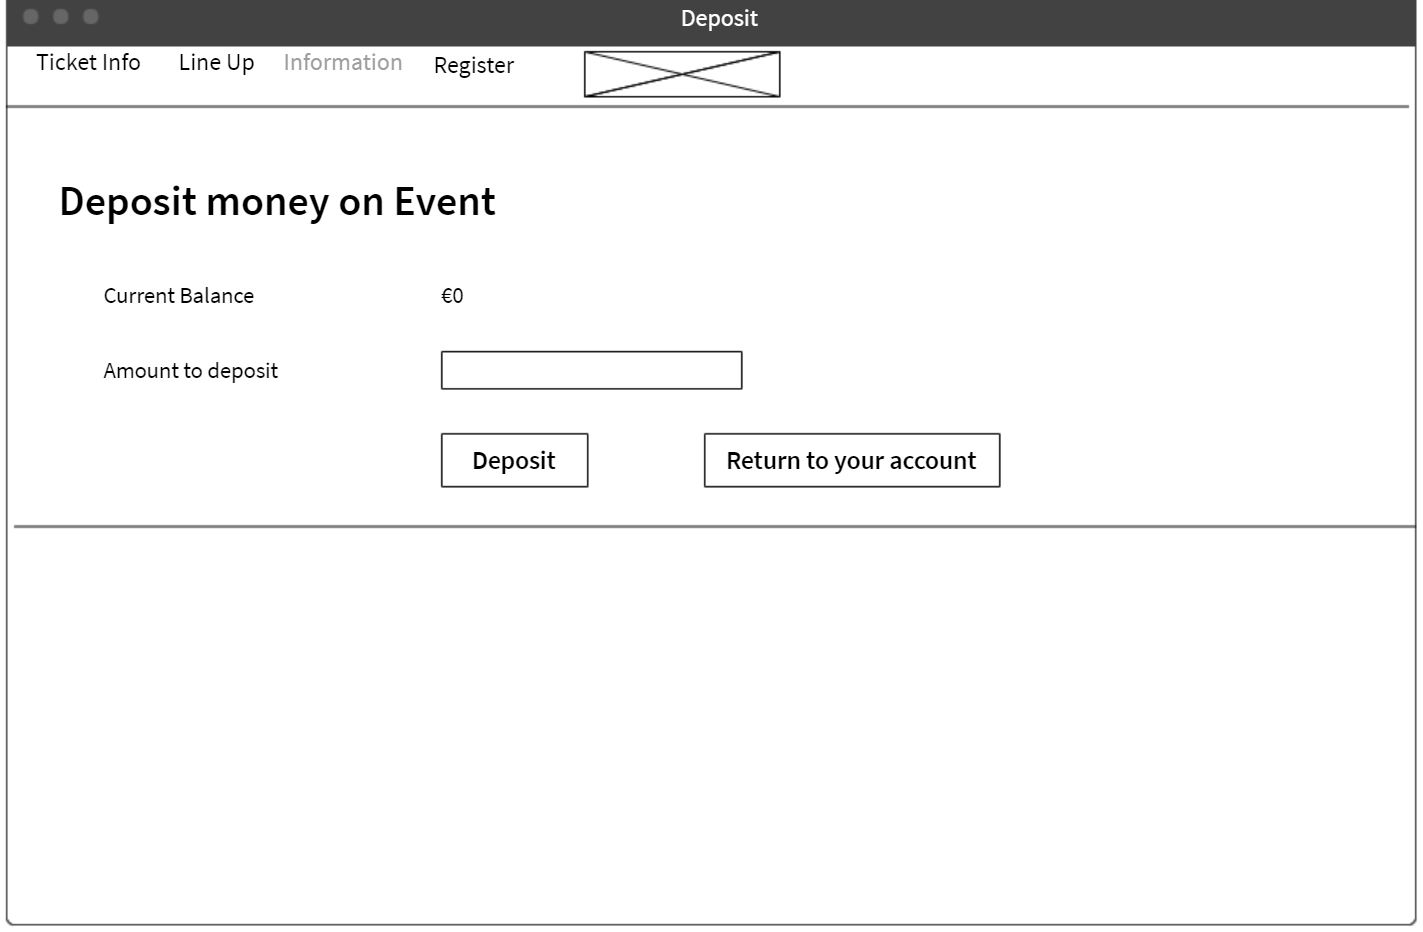 Deposit
Ticket Info Line Up Information Register
Deposit money on Event
Current Balance €0
Amount to deposit
Deposit Return to your account